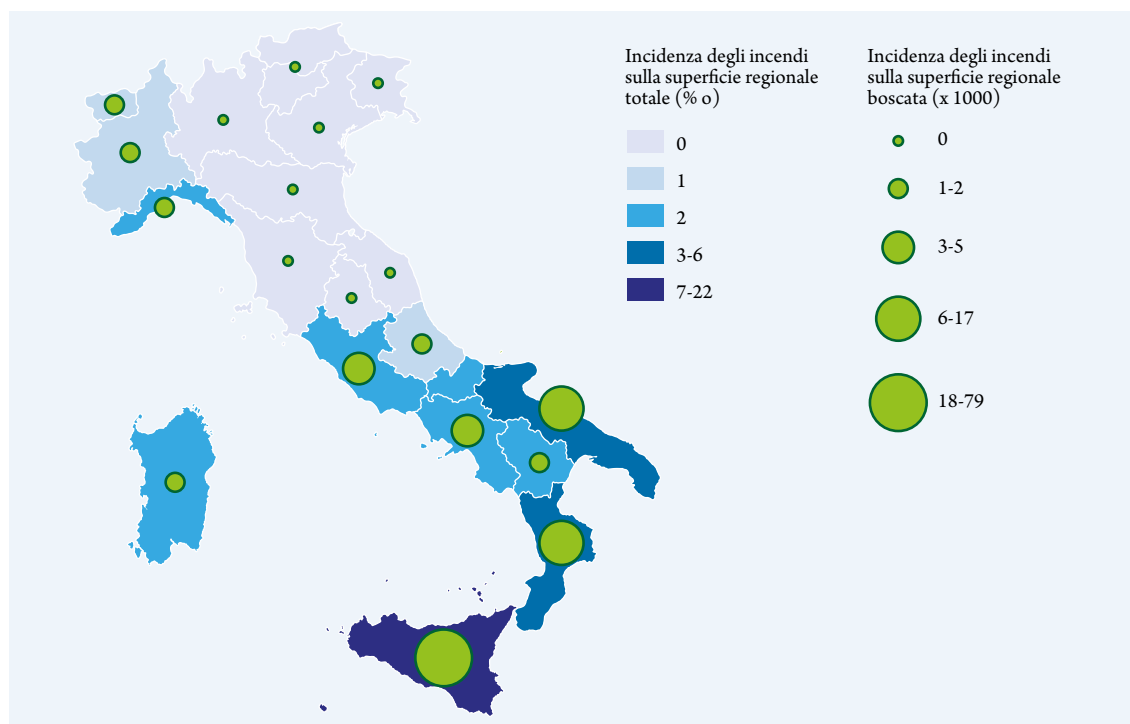 Incidenza degli incendi
sulla superficie regionale
totale (% o)
0
1
2
3-6
7-22
Incidenza degli incendi
sulla superficie regionale
boscata (x 1000)
0
1-2
3-5
6-17
18-79